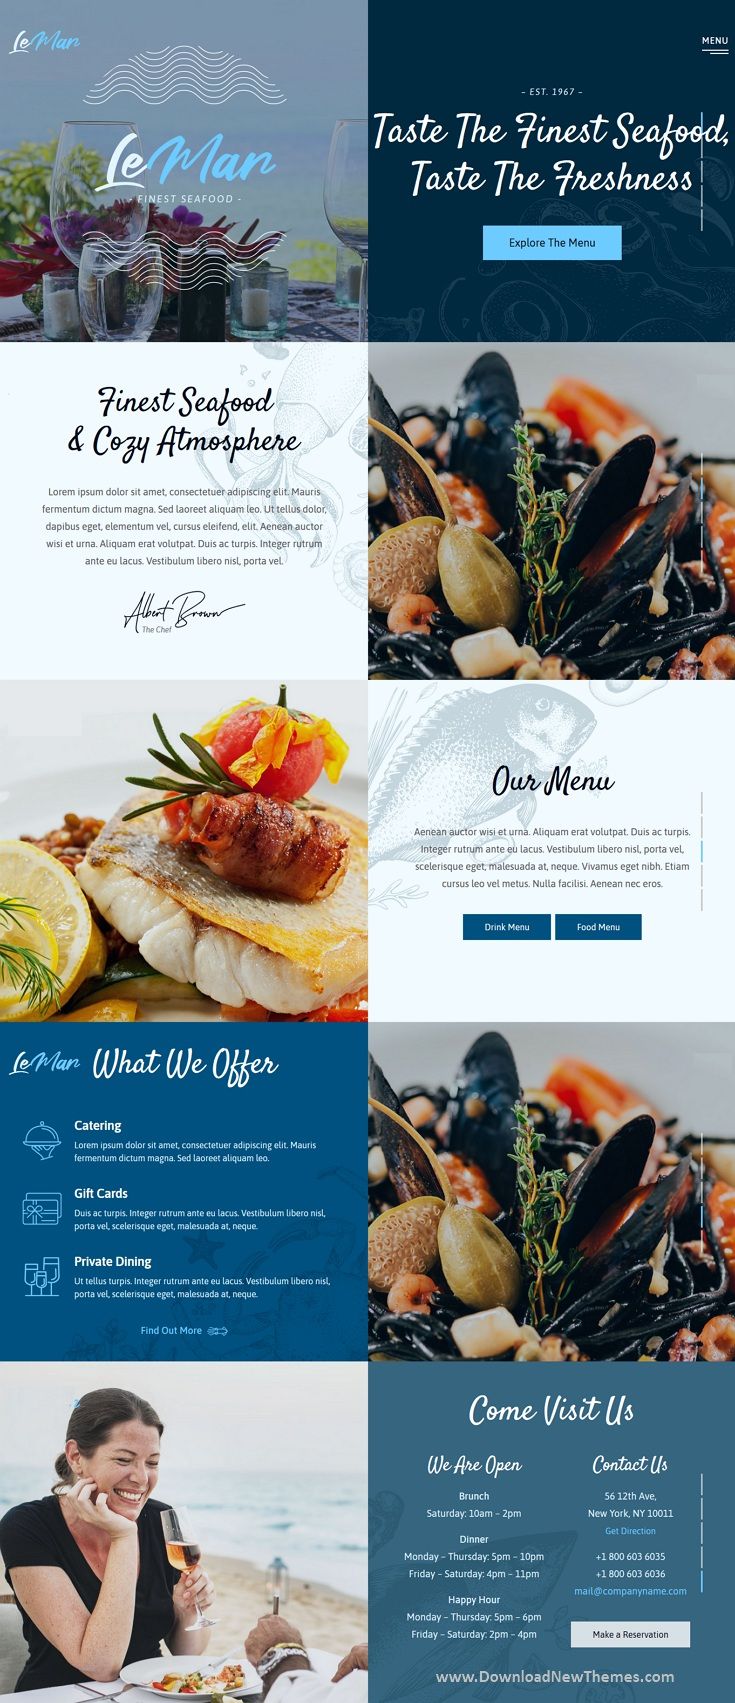 LeMar
MENU
– EST. 1967 –
Taste The Finest Seafood,
Taste The Freshness
Explore The Menu
LeMar
- FINEST SEAFOOD -
Finest Seafood
& Cozy Atmosphere
Lorem ipsum dolor sit amet, consectetuer adipiscing elit. Mauris
fermentum dictum magna. Sed laoreet aliquam leo. Ut tellus dolor,
dapibus eget, elementum vel, cursus eleifend, elit. Aenean auctor
wisi et urna. Aliquam erat volutpat. Duis ac turpis. Integer rutrum
ante eu lacus. Vestibulum libero nisl, porta vel.
Albert Brown
The Chef
Our Menu
Aenean auctor wisi et urna. Aliquam erat volutpat. Duis ac turpis.
Integer rutrum ante eu lacus. Vestibulum libero nisl, porta vel,
scelerisque eget, malesuada at, neque. Vivamus eget nibh. Etiam
cursus leo vel metus. Nulla facilisi. Aenean nec eros.
Drink Menu
Food Menu
LeMar
What We Offer
Catering
Lorem ipsum dolor sit amet, consectetuer adipiscing elit. Mauris
fermentum dictum magna. Sed laoreet aliquam leo.
Gift Cards
Duis ac turpis. Integer rutrum ante eu lacus. Vestibulum libero nisl,
porta vel, scelerisque eget, malesuada at, neque.
Private Dining
Ut tellus turpis. Integer rutrum ante eu lacus. Vestibulum libero nisl,
porta vel, scelerisque eget, malesuada at, neque.
Find Out More
Come Visit Us
We Are Open
Brunch
Saturday: 10am – 2pm
Dinner
Monday – Thursday: 5pm – 10pm
Friday – Saturday: 4pm – 11pm
Happy Hour
Monday – Thursday: 5pm – 6pm
Friday – Saturday: 2pm – 4pm
Contact Us
56 12th Ave,
New York, NY 10011
Get Direction
+1 800 603 6035
+1 800 603 6036
mail@companyname.com
Make a Reservation
www.DownloadNewThemes.com